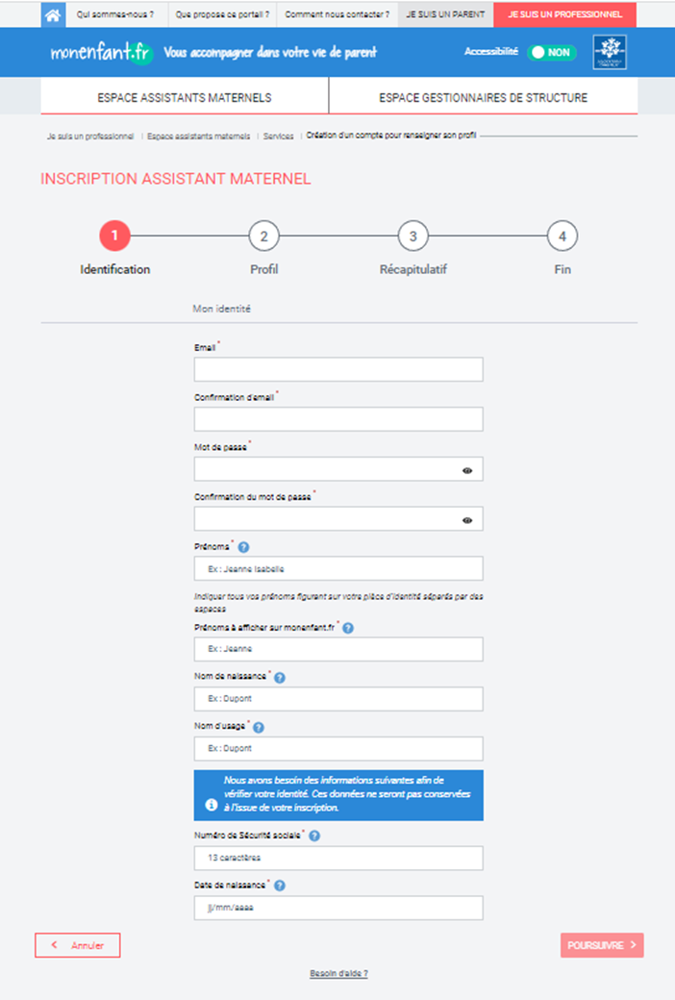 Qui sommes-nous ? Que propose ce portail ? Comment nous contacter ? JE SUIS UN PARENT JE SUIS UN PROFESSIONNEL
monenfant.fr Vous accompagner dans votre vie de parent Accessibilité NON
ESPACE ASSISTANTS MATERNELS ESPACE GESTIONNAIRES DE STRUCTURE
Je suis un professionnel | Espace assistants maternels | Services | Création d'un compte pour renseigner son profil
INSCRIPTION ASSISTANT MATERNEL
1 2 3 4
Identification Profil Récapitulatif Fin
Mon identité
Email *
Confirmation d'email *
Mot de passe *
Confirmation du mot de passe *
Prénoms * ?
Ex : Jeanne Isabelle
Indiquer tous vos prénoms figurant sur votre pièce d'identité séparés par des
espaces
Prénoms à afficher sur monenfant.fr * ?
Ex : Jeanne
Nom de naissance * ?
Ex : Dupont
Nom d'usage * ?
Ex : Dupont
Nous avons besoin des informations suivantes afin de
vérifier votre identité. Ces données ne seront pas conservées
à l'issue de votre inscription.
Numéro de Sécurité sociale * ?
13 caractères
Date de naissance * ?
jj/mm/aaaa
< Annuler POURSUIVRE >
Besoin d'aide ?